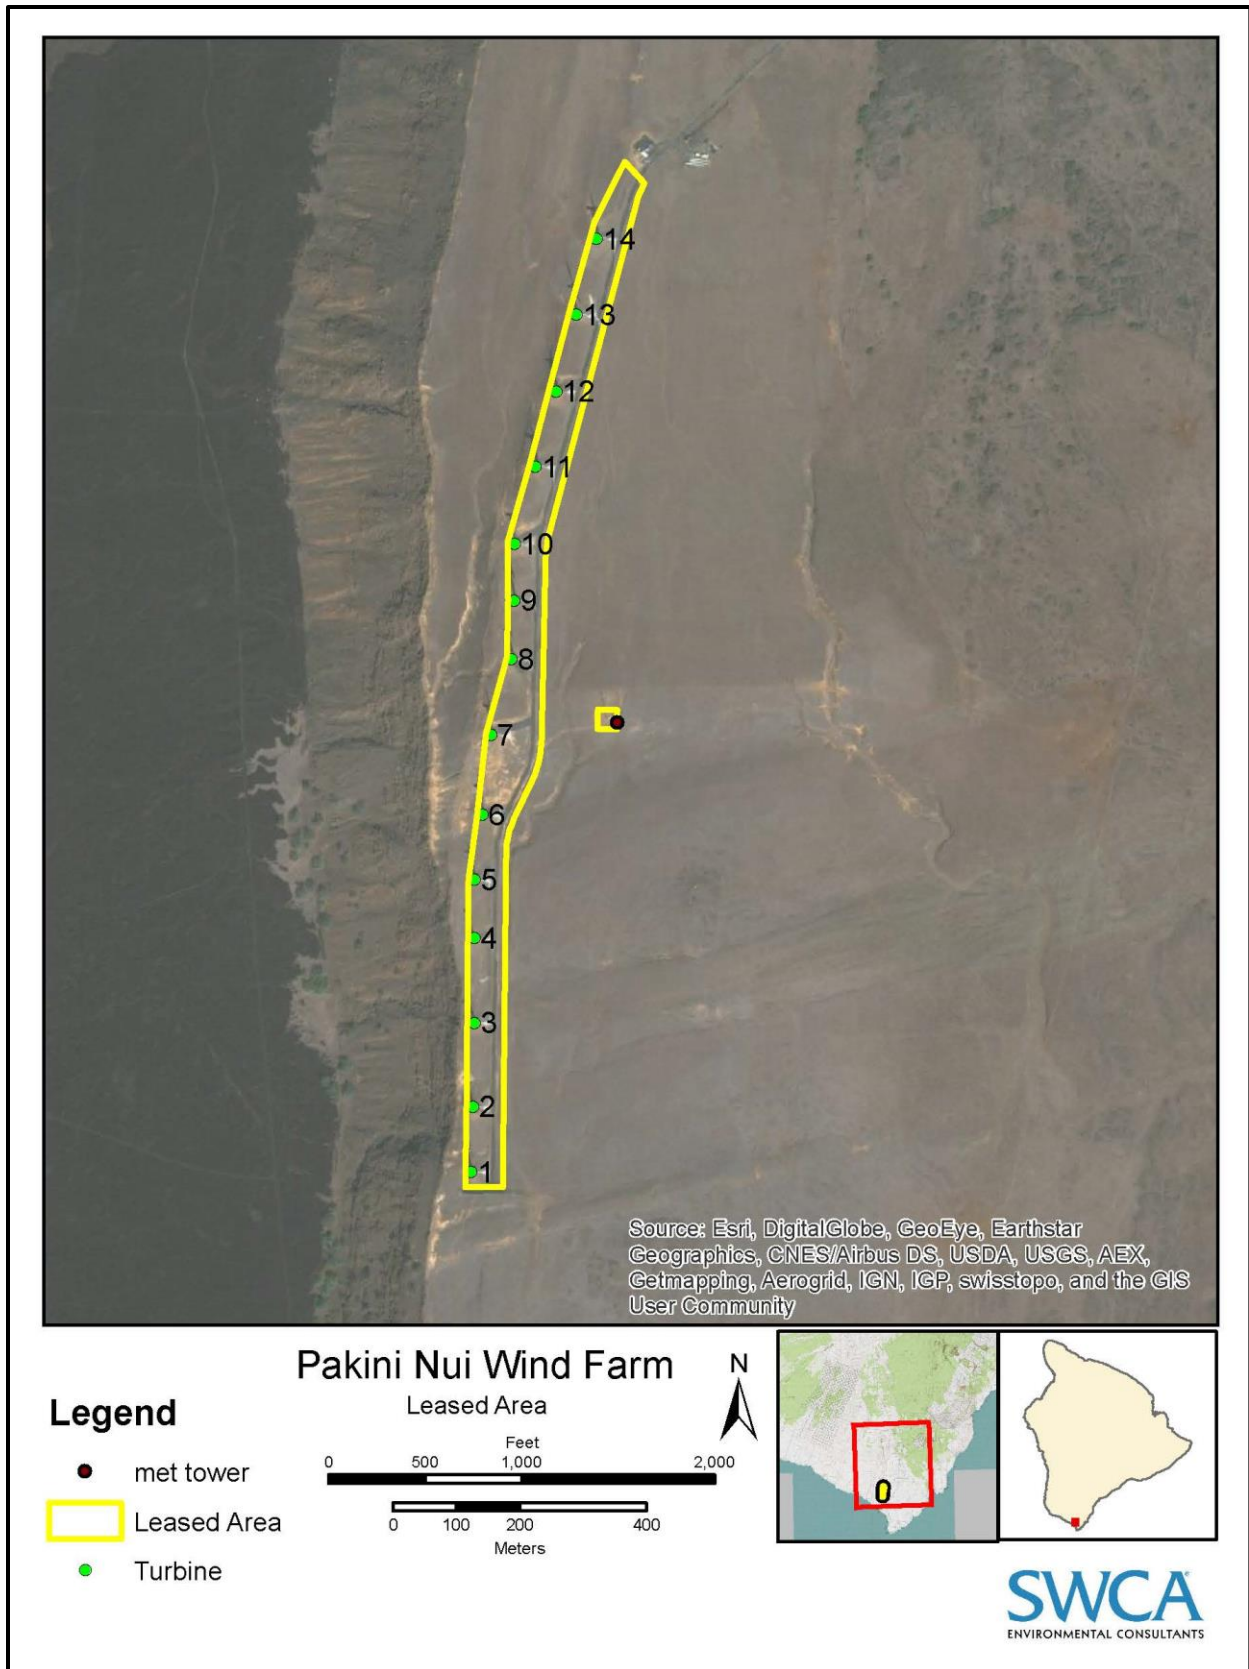 14
13
12
11
10
9
8
7
6
5
4
3
2
1
Source: Esri, DigitalGlobe, GeoEye, Earthstar
Geographics, CNES/Airbus DS, USDA, USGS, AEX,
Getmapping, Aerogrid, IGN, IGP, swisstopo, and the GIS
User Community
Pakini Nui Wind Farm
Leased Area
N
Legend
met tower
Leased Area
Turbine
Feet
0 500 1,000 2,000
0 100 200 400
Meters
SWCA
ENVIRONMENTAL CONSULTANTS